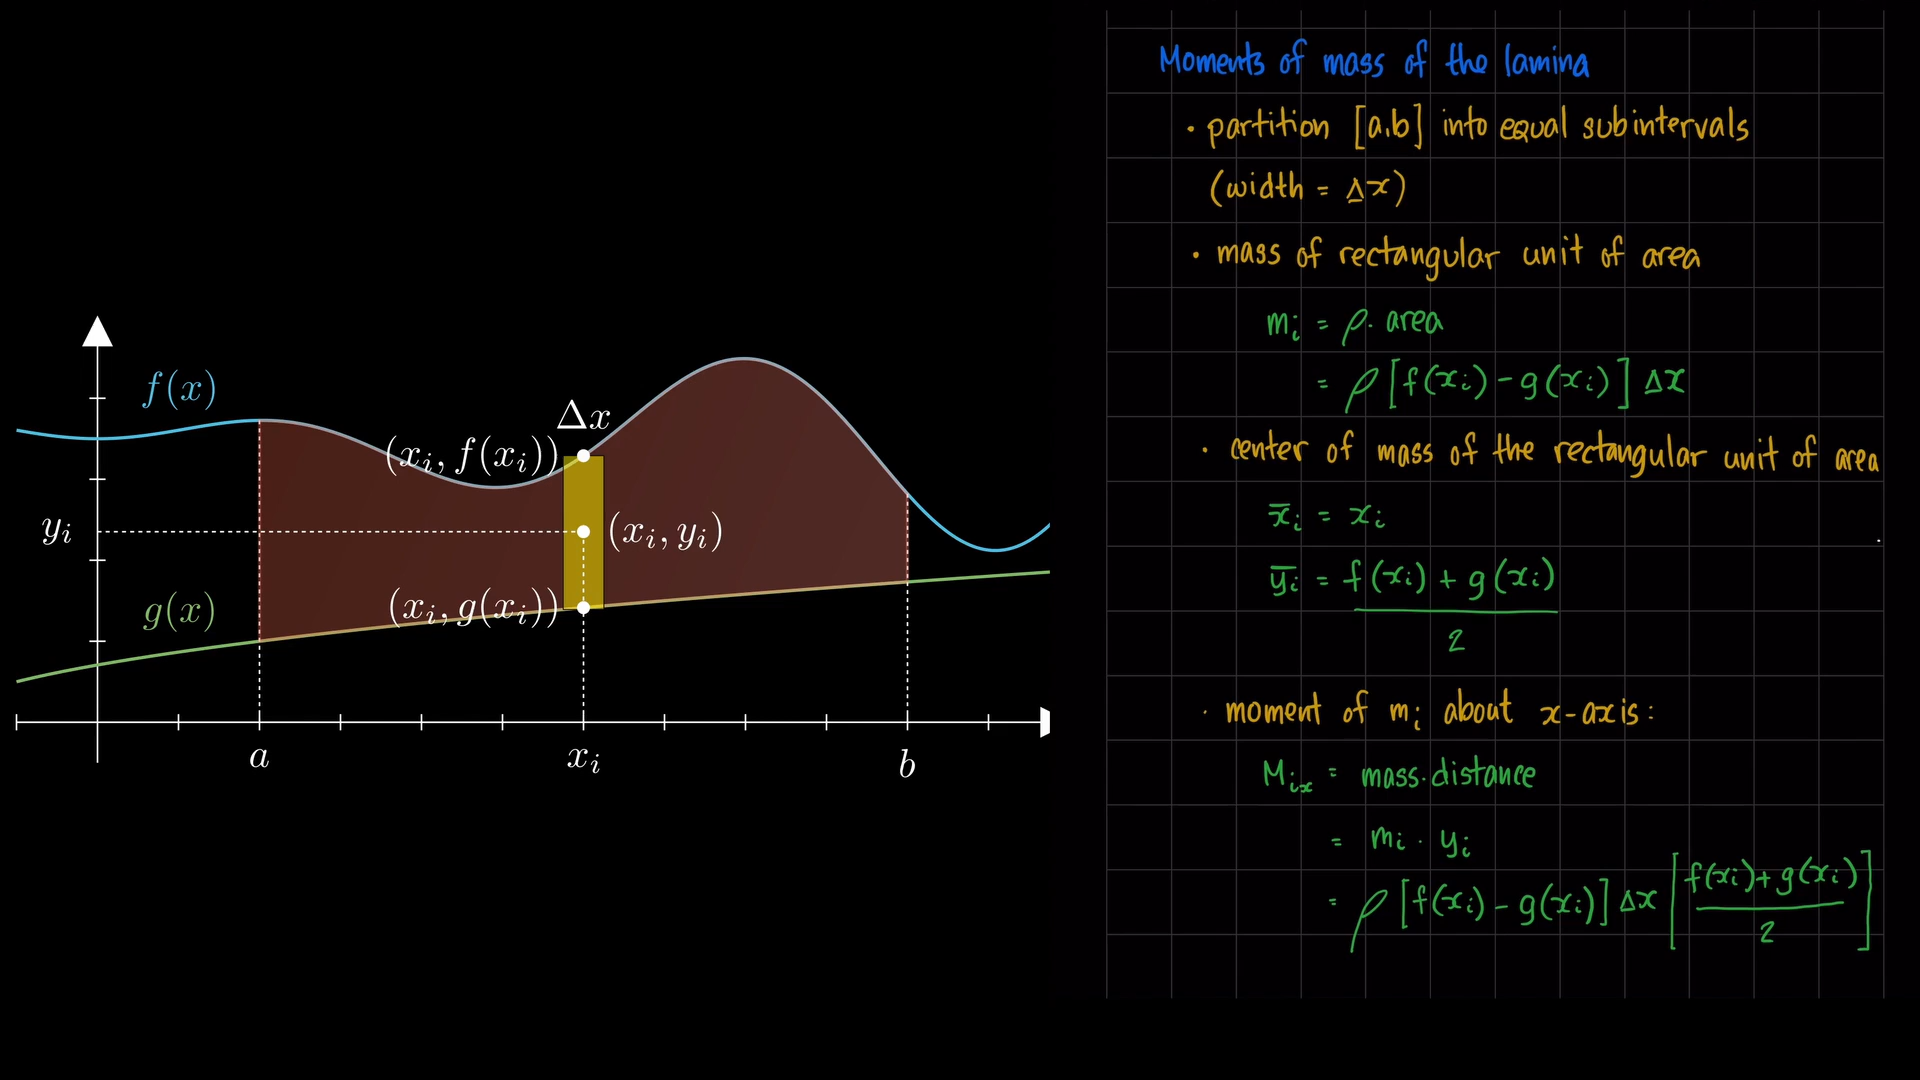 f(x)
Δx
(xᵢ, f(xᵢ))
yᵢ
(xᵢ, yᵢ)
g(x)
(xᵢ, g(xᵢ))
a
xᵢ
b
Moments of mass of the lamina
· partition [a,b] into equal subintervals
(width = Δx)
· mass of rectangular unit of area
mᵢ = ρ · area
= ρ [f(xᵢ) - g(xᵢ)] Δx
· center of mass of the rectangular unit of area
x̅ᵢ = xᵢ
y̅ᵢ = f(xᵢ) + g(xᵢ)
2
· moment of mᵢ about x-axis:
Mᵢₓ = mass · distance
= mᵢ · yᵢ
= ρ [f(xᵢ) - g(xᵢ)] Δx [f(xᵢ) + g(xᵢ)
2]